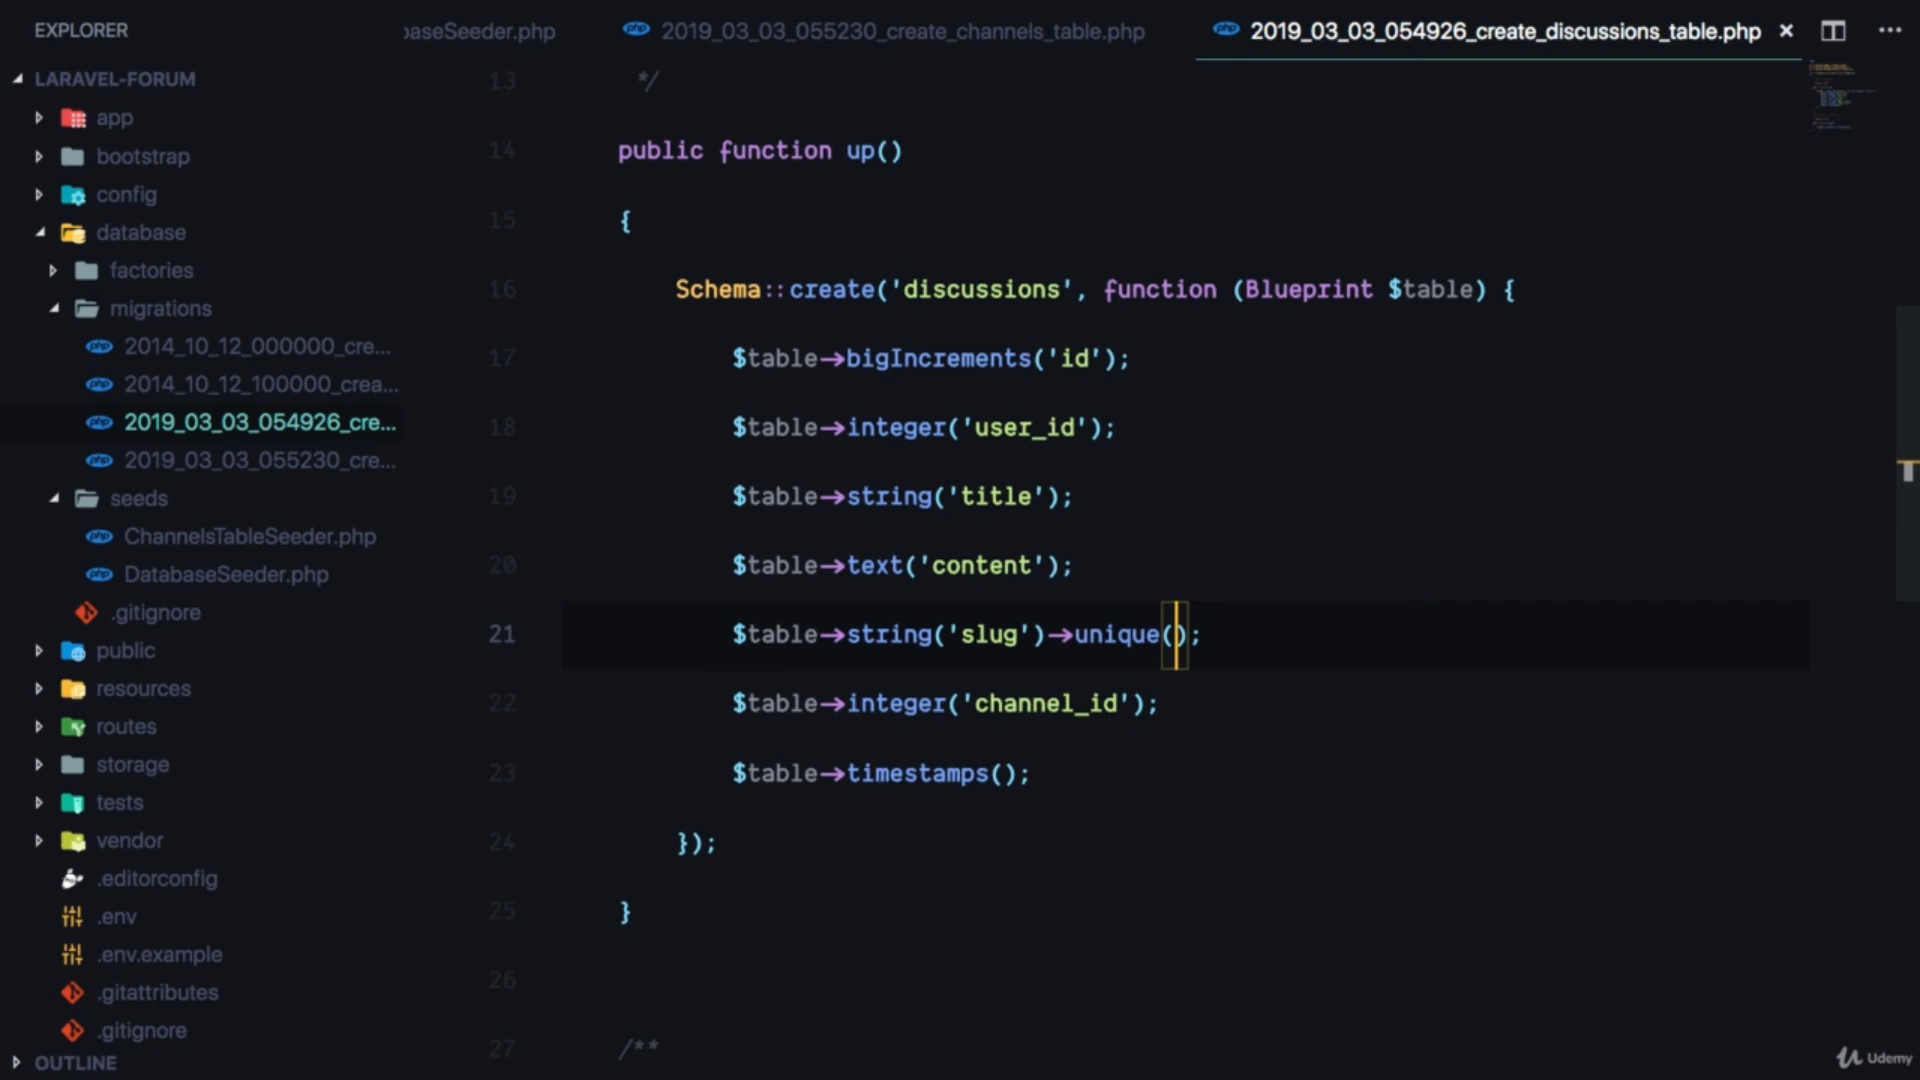 EXPLORER
LARAVEL-FORUM
app
bootstrap
config
database
factories
migrations
2014_10_12_000000_cre...
2014_10_12_100000_crea...
2019_03_03_054926_cre...
2019_03_03_055230_cre...
seeds
ChannelsTableSeeder.php
DatabaseSeeder.php
.gitignore
public
resources
routes
storage
tests
vendor
.editorconfig
.env
.env.example
.gitattributes
.gitignore
OUTLINE
aseSeeder.php
2019_03_03_055230_create_channels_table.php
2019_03_03_054926_create_discussions_table.php ×
13 */
14 public function up()
15 {
16 Schema::create('discussions', function (Blueprint $table) {
17 $table->bigIncrements('id');
18 $table->integer('user_id');
19 $table->string('title');
20 $table->text('content');
21 $table->string('slug')->unique();
22 $table->integer('channel_id');
23 $table->timestamps();
24 });
25 }
26
27 /**
Udemy